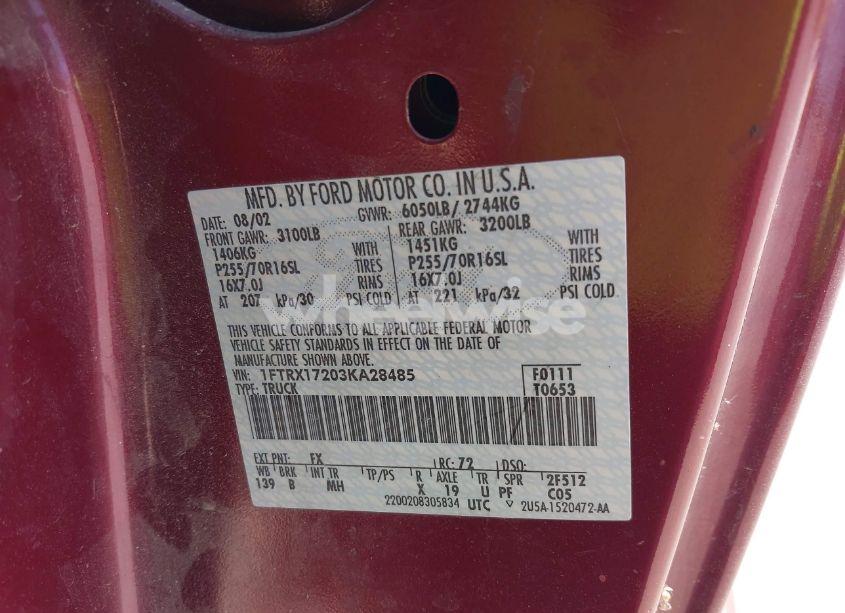 MFD. BY FORD MOTOR CO. IN U.S.A.
DATE: 08/02 GVWR: 6050LB/ 2744KG
FRONT GAWR: 3100LB REAR GAWR: 3200LB
1406KG WITH 1451KG WITH
P255/70R16SL TIRES P255/70R16SL TIRES
16X7.0J RIMS 16X7.0J RIMS
AT 207 kPa/30 PSI COLD AT 221 kPa/32 PSI COLD
wheelwise
THIS VEHICLE CONFORMS TO ALL APPLICABLE FEDERAL MOTOR
VEHICLE SAFETY STANDARDS IN EFFECT ON THE DATE OF
MANUFACTURE SHOWN ABOVE.
VIN: 1FTRX17203KA28485 F0111
TYPE: TRUCK T0653
EXT PNT: FX RC: 72 DSO:
WB BRK INT TR TP/PS R AXLE TR SPR 2F512
139 B MH X 19 U PF C05
2200208305834 UTC 2U5A-1520472-AA